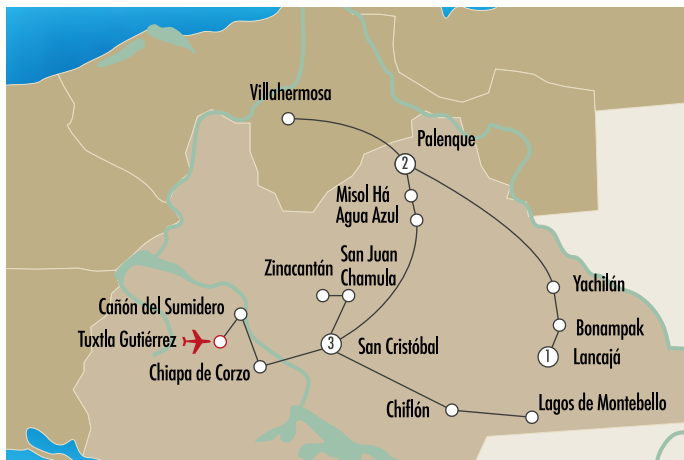 Villahermosa
Palenque
2
Misol Há
Agua Azul
San Juan
Chamula
Zinacantán
Yachilán
Cañón del Sumidero
Bonampak
Tuxtla Gutiérrez
3
San Cristóbal
1
Lancajá
Chiapa de Corzo
Chiflón
Lagos de Montebello